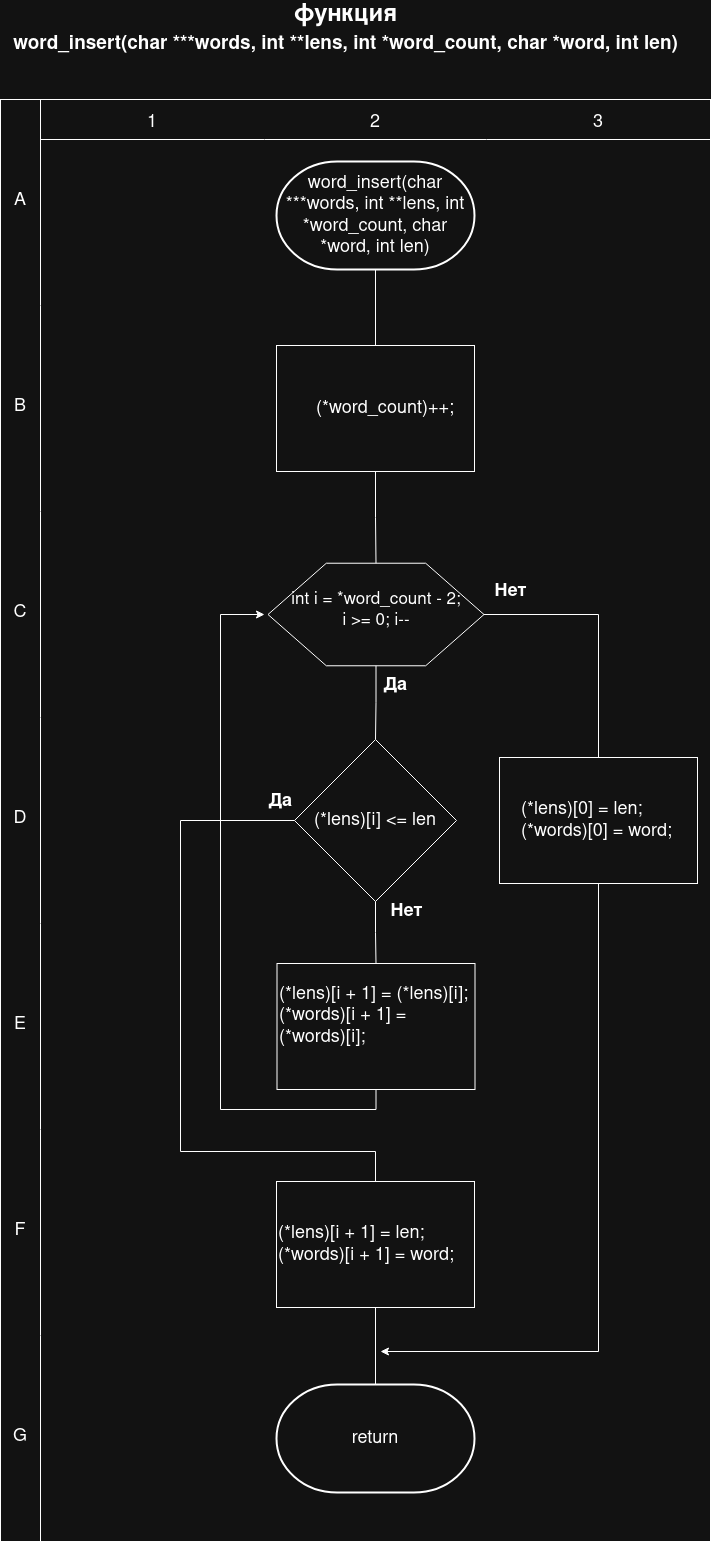 функция
word_insert(char ***words, int **lens, int *word_count, char *word, int len)
1 2 3
A
word_insert(char
***words, int **lens, int
*word_count, char
*word, int len)
B
(*word_count)++;
C
int i = *word_count - 2;
i >= 0; i--
Нет
Да
D
Да
(*lens)[i] <= len
Нет
(*lens)[0] = len;
(*words)[0] = word;
E
(*lens)[i + 1] = (*lens)[i];
(*words)[i + 1] =
(*words)[i];
F
(*lens)[i + 1] = len;
(*words)[i + 1] = word;
G
return